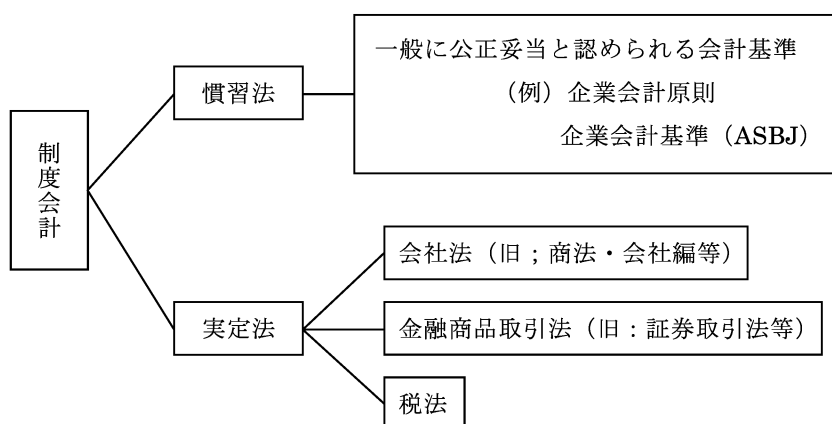 制度会計
慣習法
一般に公正妥当と認められる会計基準
（例）企業会計原則
企業会計基準（ASBJ）
実定法
会社法（旧；商法・会社編等）
金融商品取引法（旧：証券取引法等）
税法